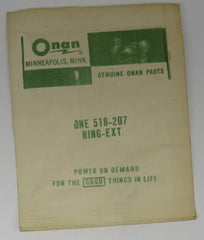 Onan
MINNEAPOLIS, MINN.
GENUINE ONAN PARTS
ONE 518-207
RING-EXT.
POWER ON DEMAND
FOR THE GOOD THINGS IN LIFE